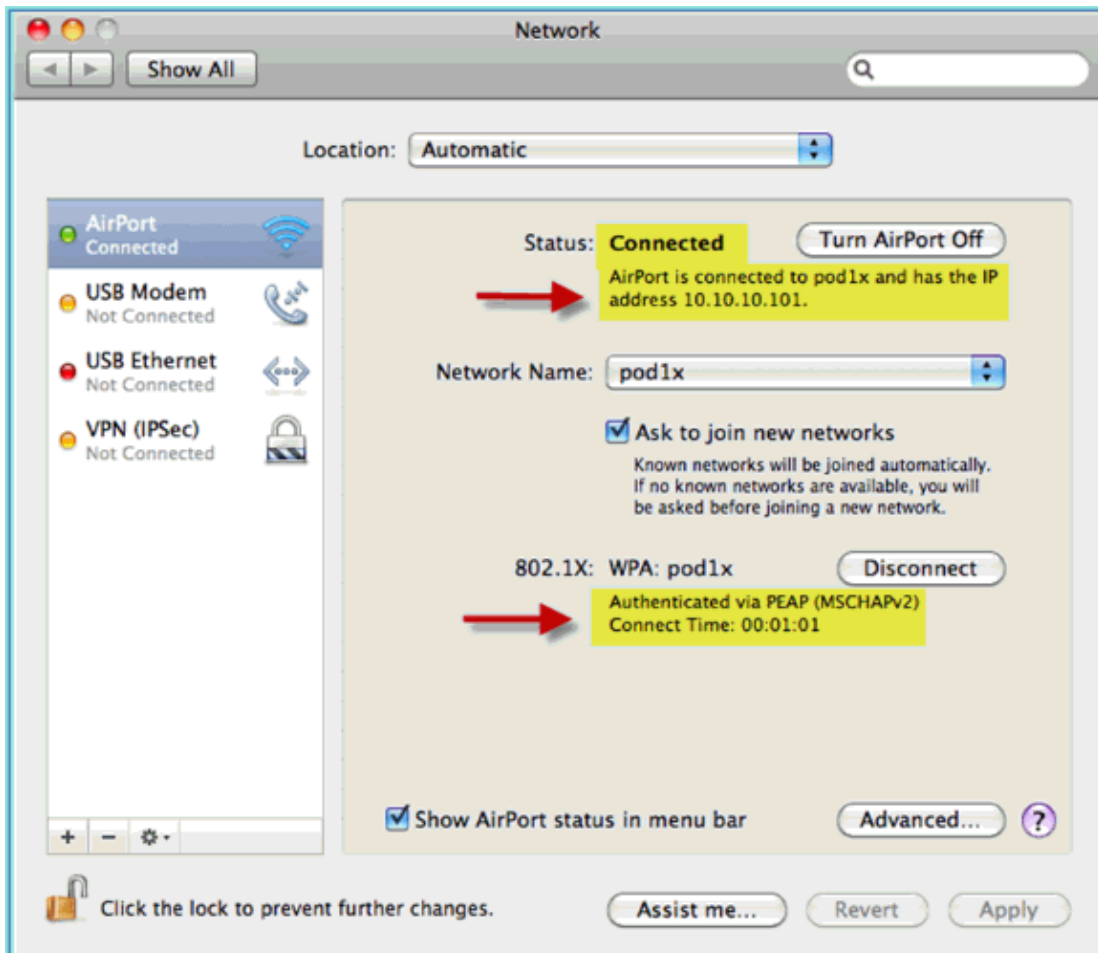 Network
Show All
Location: Automatic
AirPort
Connected
USB Modem
Not Connected
USB Ethernet
Not Connected
VPN (IPSec)
Not Connected
Status: Connected
Turn AirPort Off
AirPort is connected to pod1x and has the IP
address 10.10.10.101.
Network Name: pod1x
Ask to join new networks
Known networks will be joined automatically.
If no known networks are available, you will
be asked before joining a new network.
802.1X: WPA: pod1x
Disconnect
Authenticated via PEAP (MSCHAPv2)
Connect Time: 00:01:01
Show AirPort status in menu bar
Advanced...
?
Click the lock to prevent further changes.
Assist me...
Revert
Apply